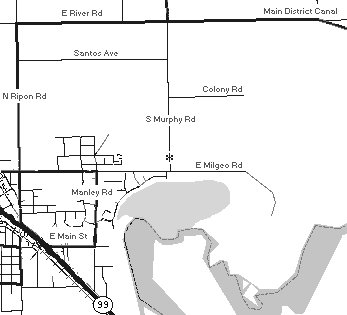 E River Rd
Main District Canal
Santos Ave
Colony Rd
N Ripon Rd
S Murphy Rd
*
E Milgeo Rd
Manley Rd
E Main St
99